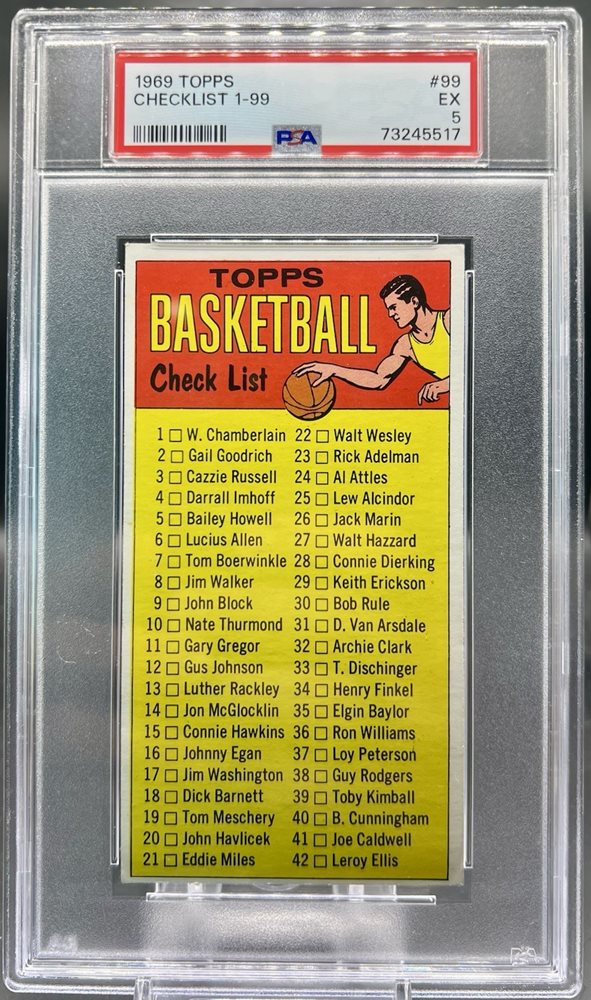 1969 TOPPS #99
CHECKLIST 1-99 EX
5
PSA 73245517
TOPPS
BASKETBALL
Check List
1 □ W. Chamberlain 22 □ Walt Wesley
2 □ Gail Goodrich 23 □ Rick Adelman
3 □ Cazzie Russell 24 □ Al Attles
4 □ Darrall Imhoff 25 □ Lew Alcindor
5 □ Bailey Howell 26 □ Jack Marin
6 □ Lucius Allen 27 □ Walt Hazzard
7 □ Tom Boerwinkle 28 □ Connie Dierking
8 □ Jim Walker 29 □ Keith Erickson
9 □ John Block 30 □ Bob Rule
10 □ Nate Thurmond 31 □ D. Van Arsdale
11 □ Gary Gregor 32 □ Archie Clark
12 □ Gus Johnson 33 □ T. Dischinger
13 □ Luther Rackley 34 □ Henry Finkel
14 □ Jon McGlocklin 35 □ Elgin Baylor
15 □ Connie Hawkins 36 □ Ron Williams
16 □ Johnny Egan 37 □ Loy Peterson
17 □ Jim Washington 38 □ Guy Rodgers
18 □ Dick Barnett 39 □ Toby Kimball
19 □ Tom Meschery 40 □ B. Cunningham
20 □ John Havlicek 41 □ Joe Caldwell
21 □ Eddie Miles 42 □ Leroy Ellis
PSA